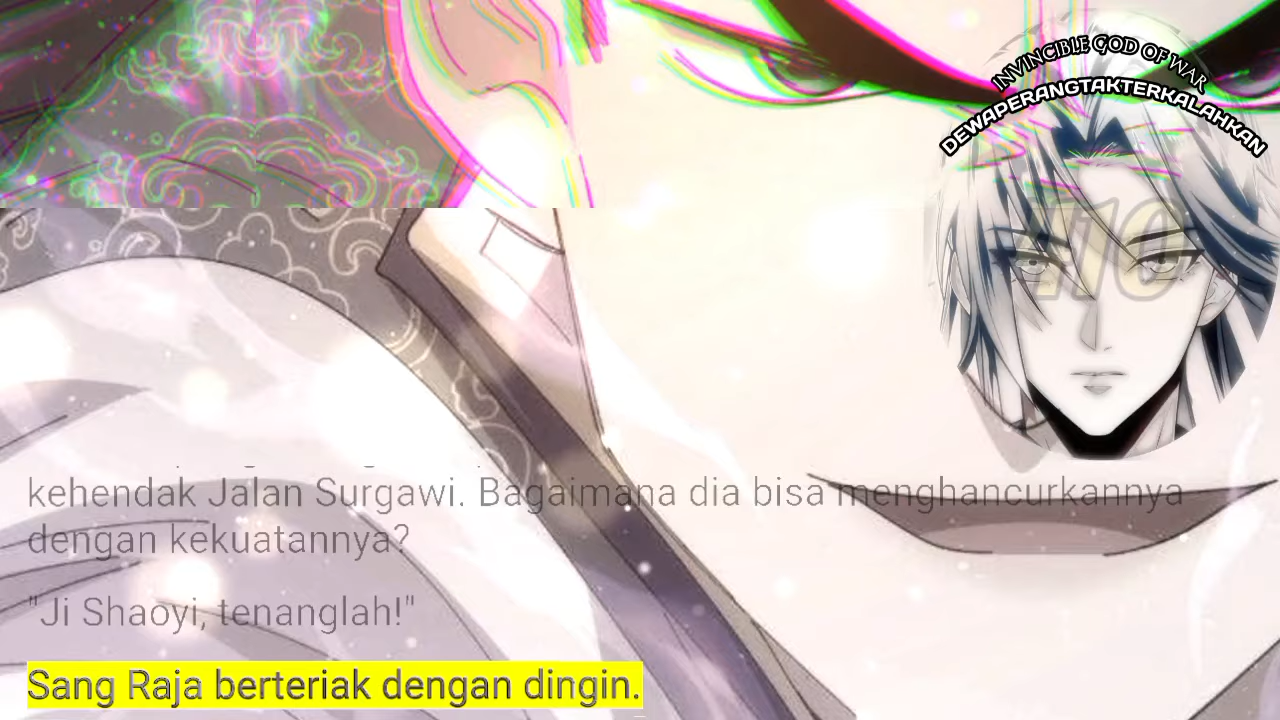 INVINCIBLE GOD OF WAR
DEWAPERANGTAKTERKALAHKAN
kehendak Jalan Surgawi. Bagaimana dia bisa menghancurkannya
dengan kekuatannya?
"Ji Shaoyi, tenanglah!"
Sang Raja berteriak dengan dingin.